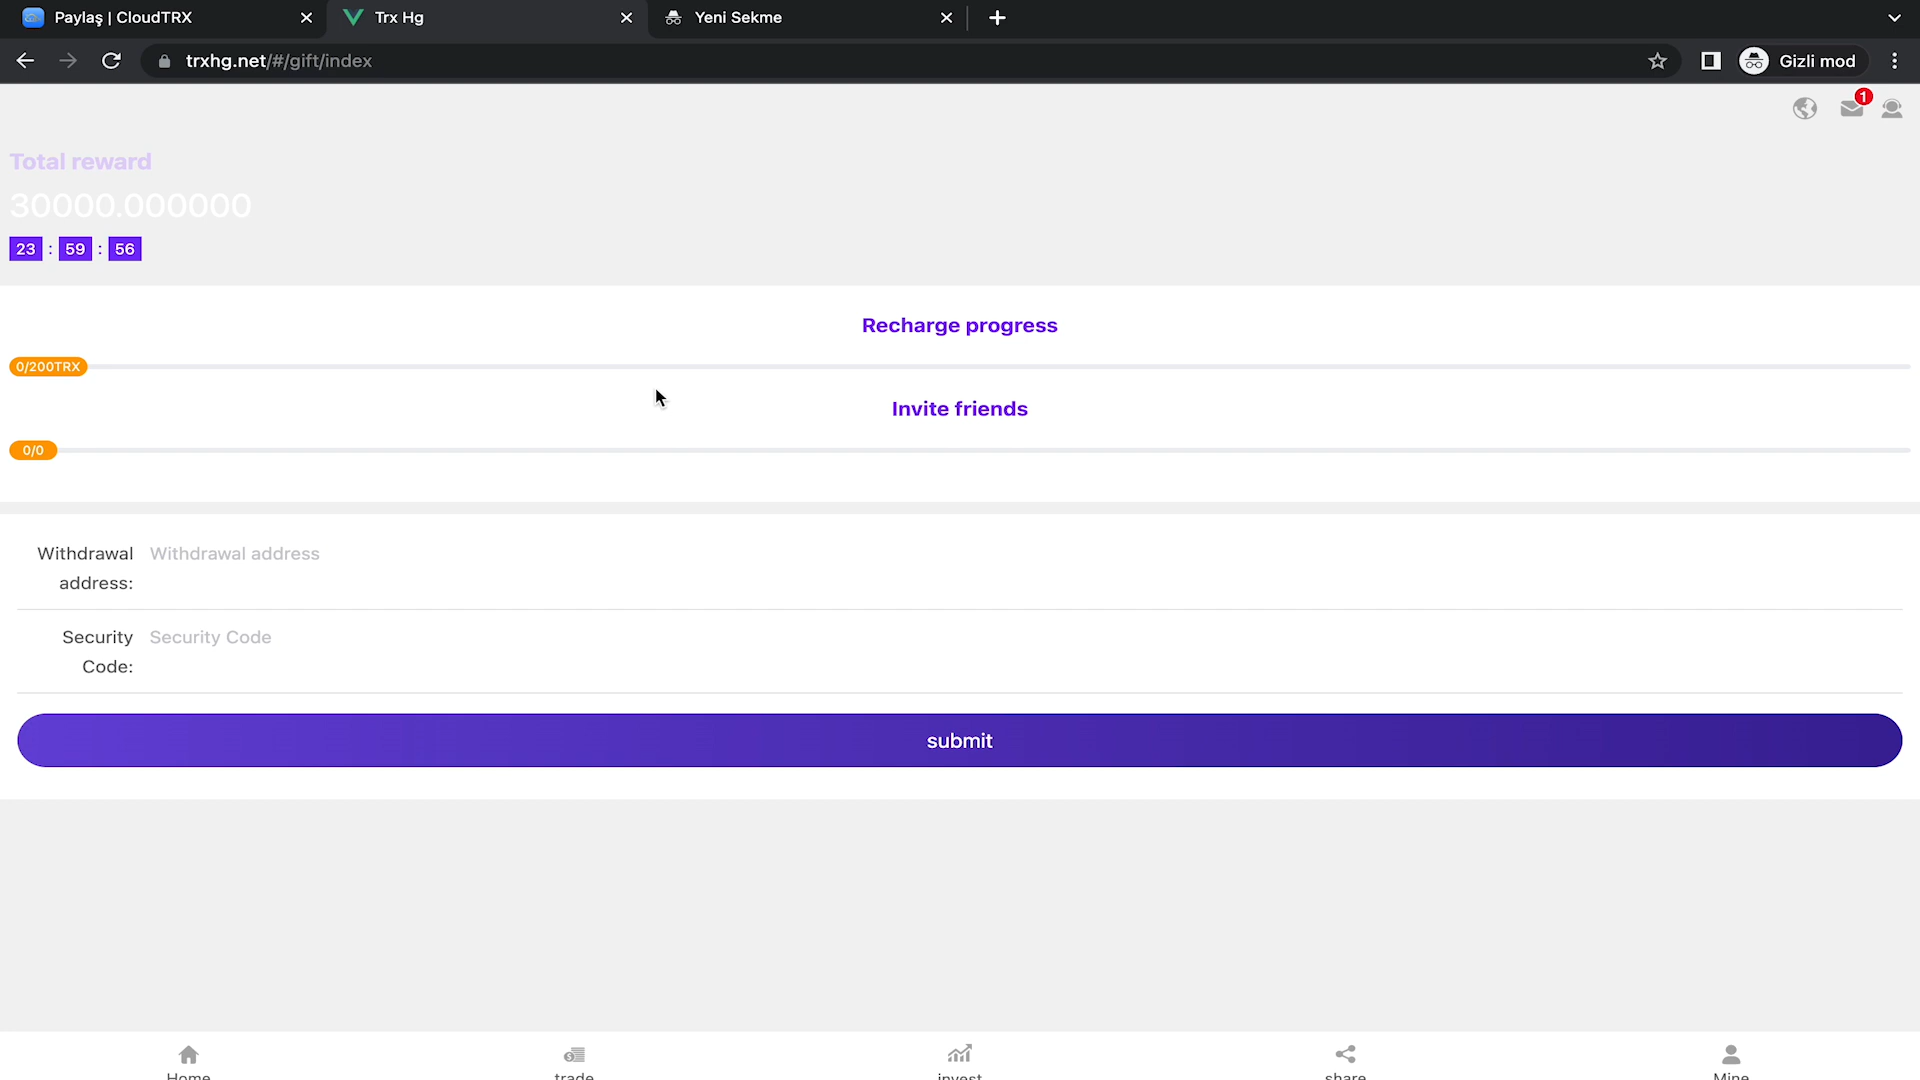 Paylaş | CloudTRX
Trx Hg
Yeni Sekme
trxhg.net/#/gift/index
Gizli mod
1
Total reward
30000.000000
23 : 59 : 56
Recharge progress
0/200TRX
Invite friends
0/0
Withdrawal address:
Withdrawal address
Security Code:
Security Code
submit
Home
trade
invest
share
Mine